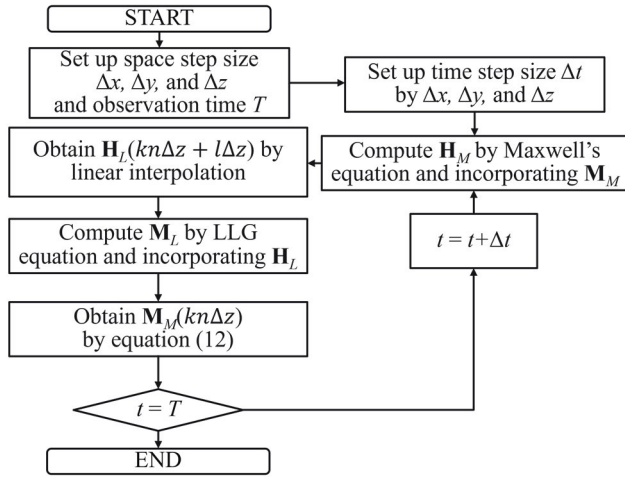 START
Set up space step size
Δx, Δy, and Δz
and observation time T
Set up time step size Δt
by Δx, Δy, and Δz
Compute H_M by Maxwell's
equation and incorporating M_M
Obtain H_L(knΔz + lΔz) by
linear interpolation
Compute M_L by LLG
equation and incorporating H_L
Obtain M_M(knΔz)
by equation (12)
t = T
t = t+Δt
END